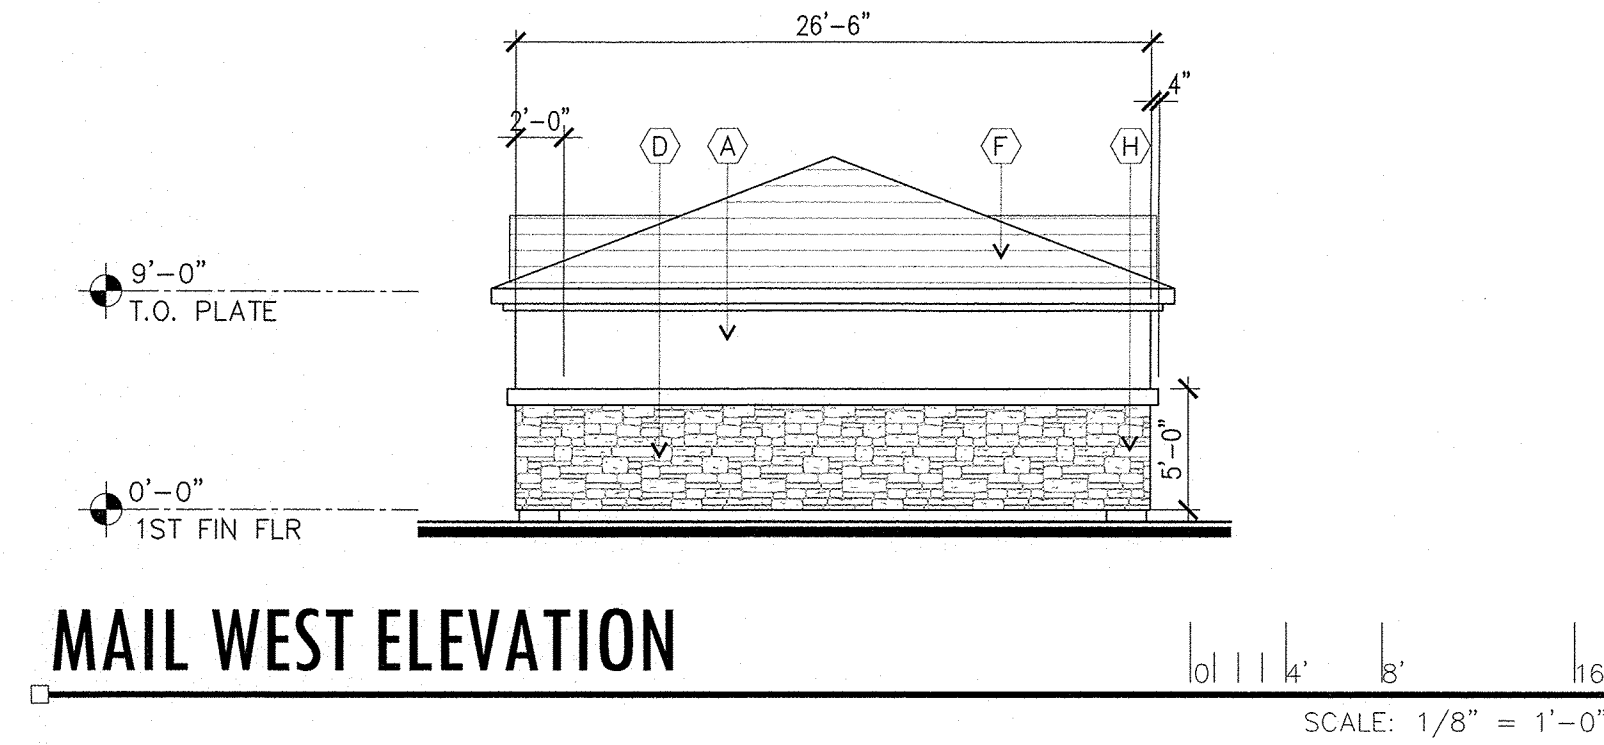 26'-6"
4"
2'-0"
D A F H
9'-0"
T.O. PLATE
5'-0"
0'-0"
1ST FIN FLR
MAIL WEST ELEVATION
0 4' 8' 16
SCALE: 1/8" = 1'-0"